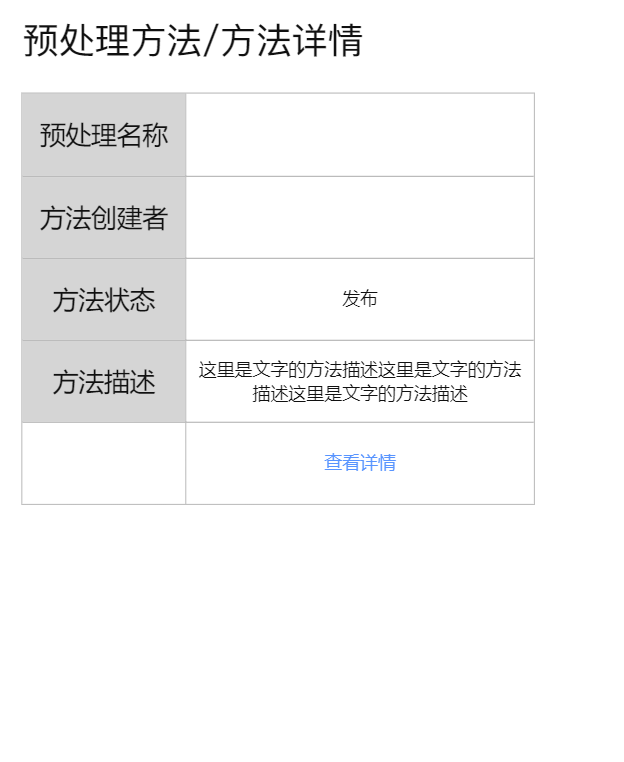 预处理方法/方法详情
预处理名称
方法创建者
方法状态
发布
方法描述
这里是文字的方法描述这里是文字的方法
描述这里是文字的方法描述
查看详情